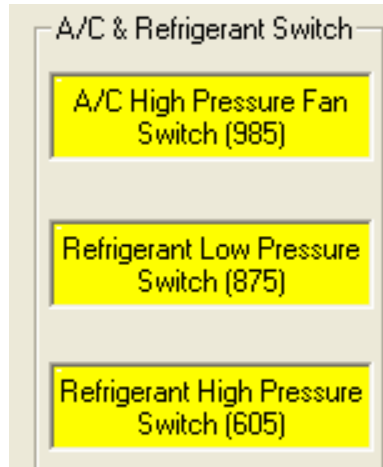 A/C & Refrigerant Switch
A/C High Pressure Fan
Switch (985)
Refrigerant Low Pressure
Switch (875)
Refrigerant High Pressure
Switch (605)